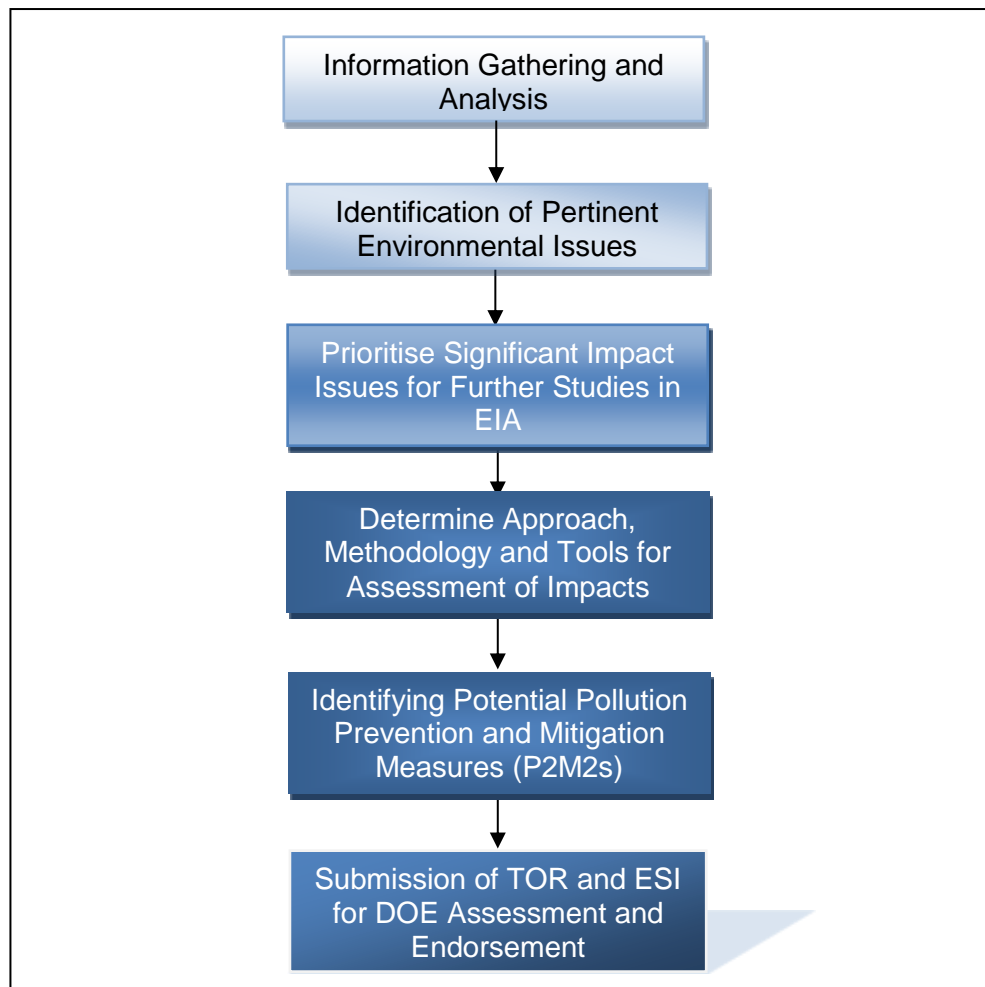 Information Gathering and
Analysis
Identification of Pertinent
Environmental Issues
Prioritise Significant Impact
Issues for Further Studies in
EIA
Determine Approach,
Methodology and Tools for
Assessment of Impacts
Identifying Potential Pollution
Prevention and Mitigation
Measures (P2M2s)
Submission of TOR and ESI
for DOE Assessment and
Endorsement